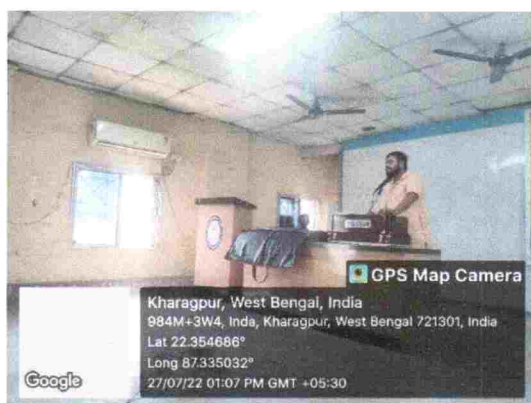 GPS Map Camera
Kharagpur, West Bengal, India
984M+3W4, Inda, Kharagpur, West Bengal 721301, India
Lat 22.354686°
Long 87.335032°
27/07/22 01:07 PM GMT +05:30
Google